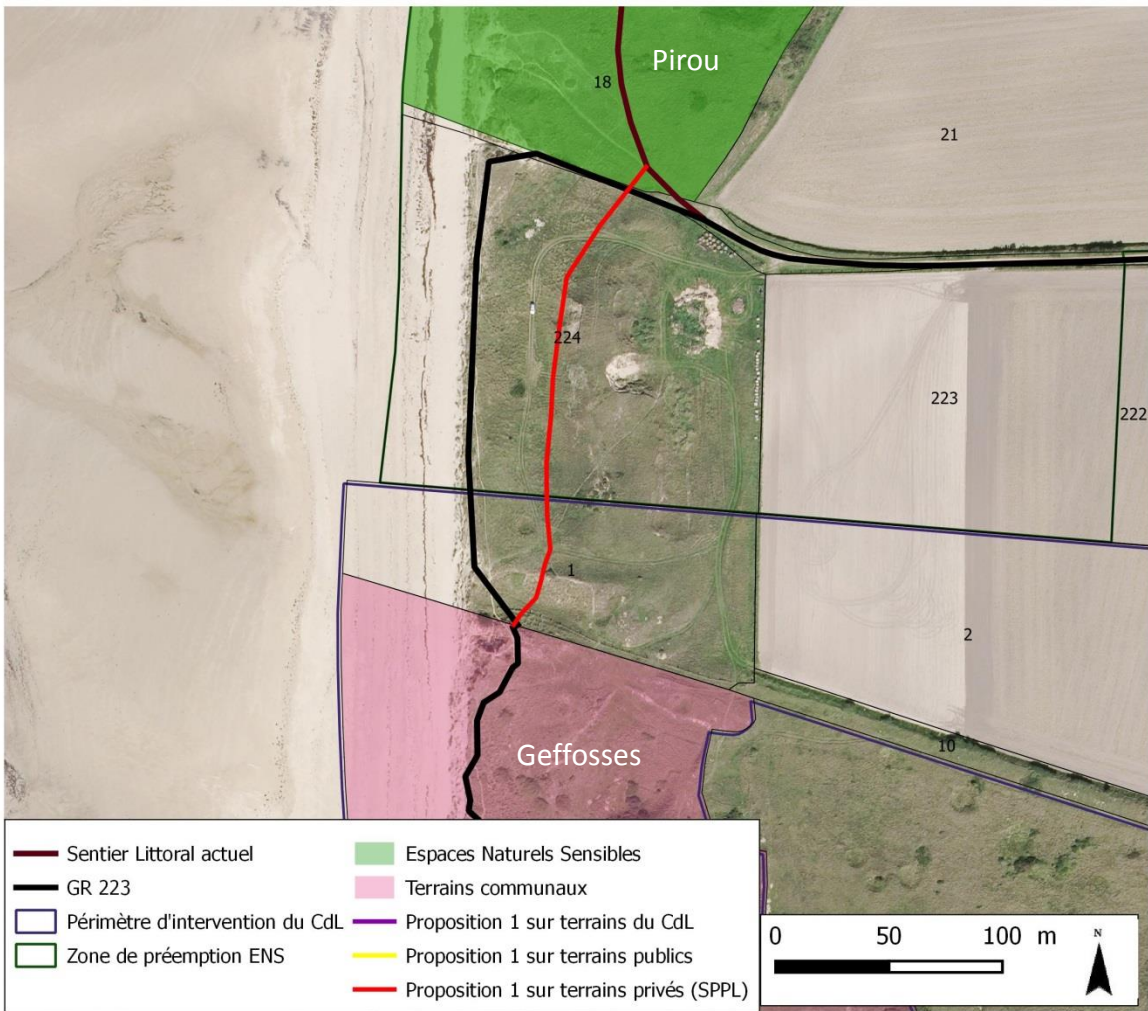 Pirou
18
21
224
223
222
1
2
Geffosses
10
Sentier Littoral actuel
GR 223
Périmètre d'intervention du CdL
Zone de préemption ENS
Espaces Naturels Sensibles
Terrains communaux
Proposition 1 sur terrains du CdL
Proposition 1 sur terrains publics
Proposition 1 sur terrains privés (SPPL)
0 50 100 m
N